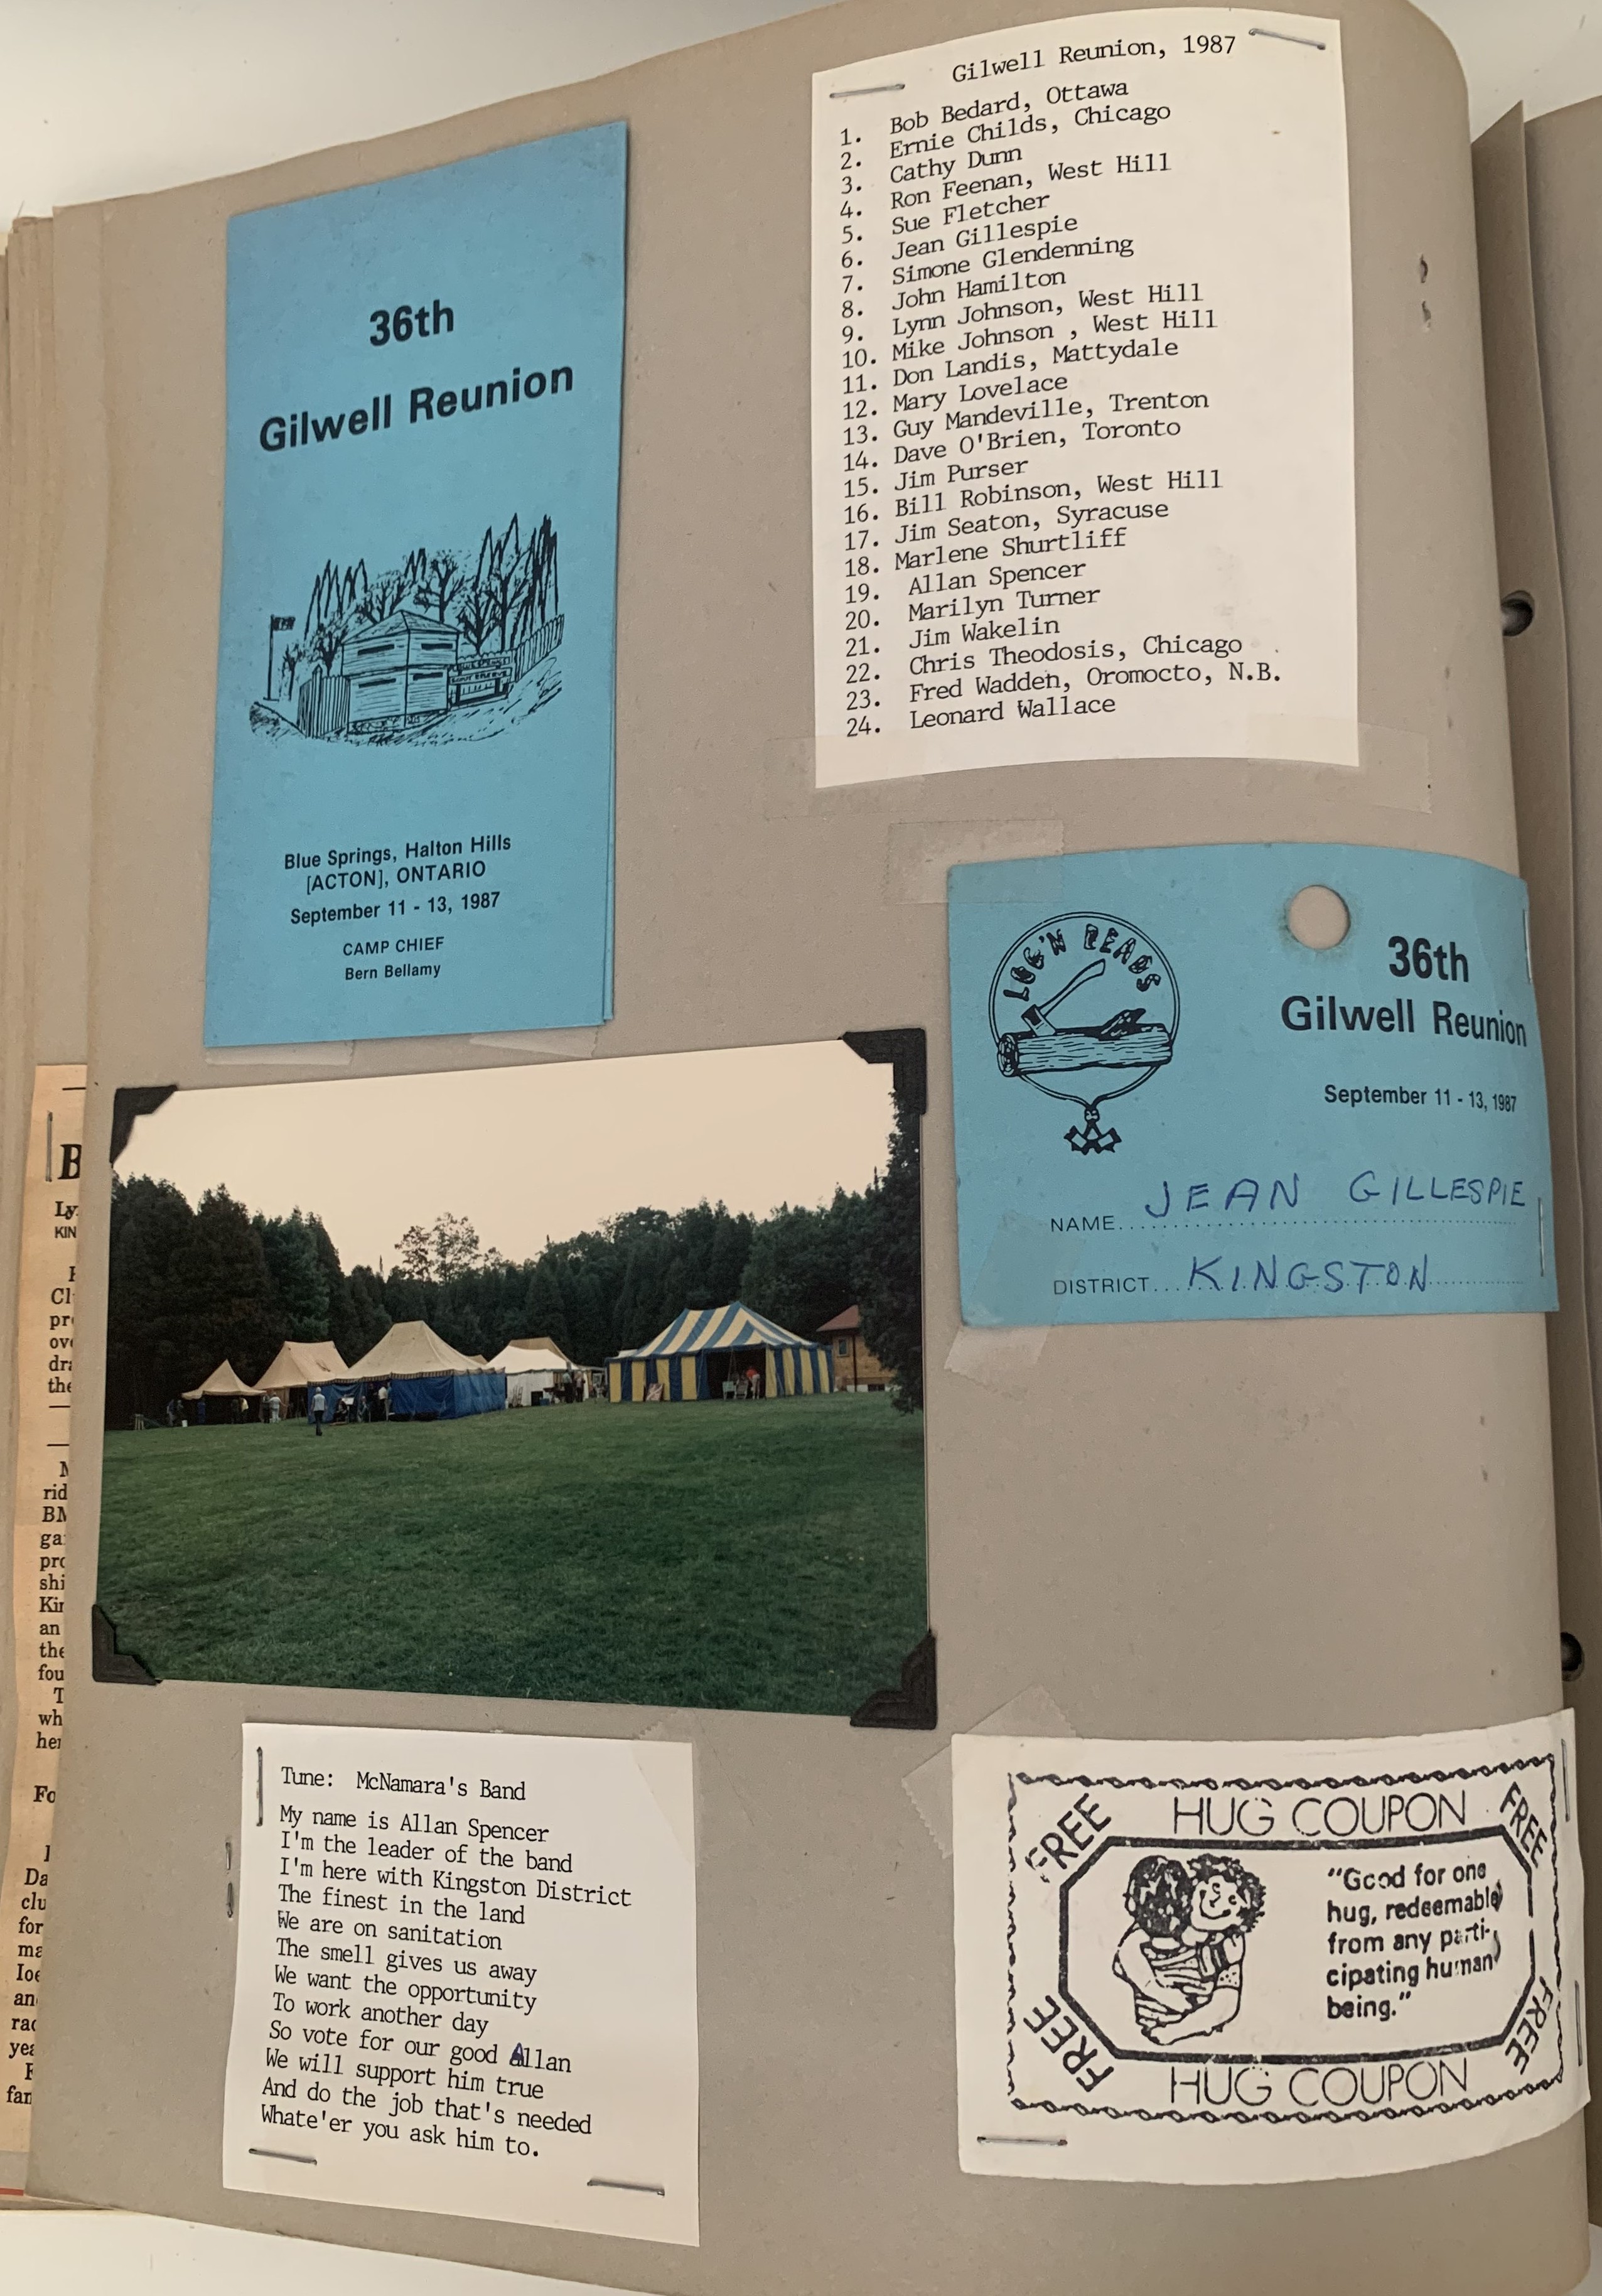 36th
Gilwell Reunion
Blue Springs, Halton Hills
[ACTON], ONTARIO
September 11 - 13, 1987
CAMP CHIEF
Bern Bellamy
Gilwell Reunion, 1987
1. Bob Bedard, Ottawa
2. Ernie Childs, Chicago
3. Cathy Dunn
4. Ron Feenan, West Hill
5. Sue Fletcher
6. Jean Gillespie
7. Simone Glendenning
8. John Hamilton
9. Lynn Johnson, West Hill
10. Mike Johnson , West Hill
11. Don Landis, Mattydale
12. Mary Lovelace
13. Guy Mandeville, Trenton
14. Dave O'Brien, Toronto
15. Jim Purser
16. Bill Robinson, West Hill
17. Jim Seaton, Syracuse
18. Marlene Shurtliff
19. Allan Spencer
20. Marilyn Turner
21. Jim Wakelin
22. Chris Theodosis, Chicago
23. Fred Wadden, Oromocto, N.B.
24. Leonard Wallace
LOG'N BEADS
36th
Gilwell Reunion
September 11 - 13, 1987
NAME JEAN GILLESPIE
DISTRICT KINGSTON
Tune: McNamara's Band
My name is Allan Spencer
I'm the leader of the band
I'm here with Kingston District
The finest in the land
We are on sanitation
The smell gives us away
We want the opportunity
To work another day
So vote for our good Allan
We will support him true
And do the job that's needed
Whate'er you ask him to.
FREE HUG COUPON FREE
"Good for one
hug, redeemable
from any parti-
cipating human
being."
FREE HUG COUPON FREE